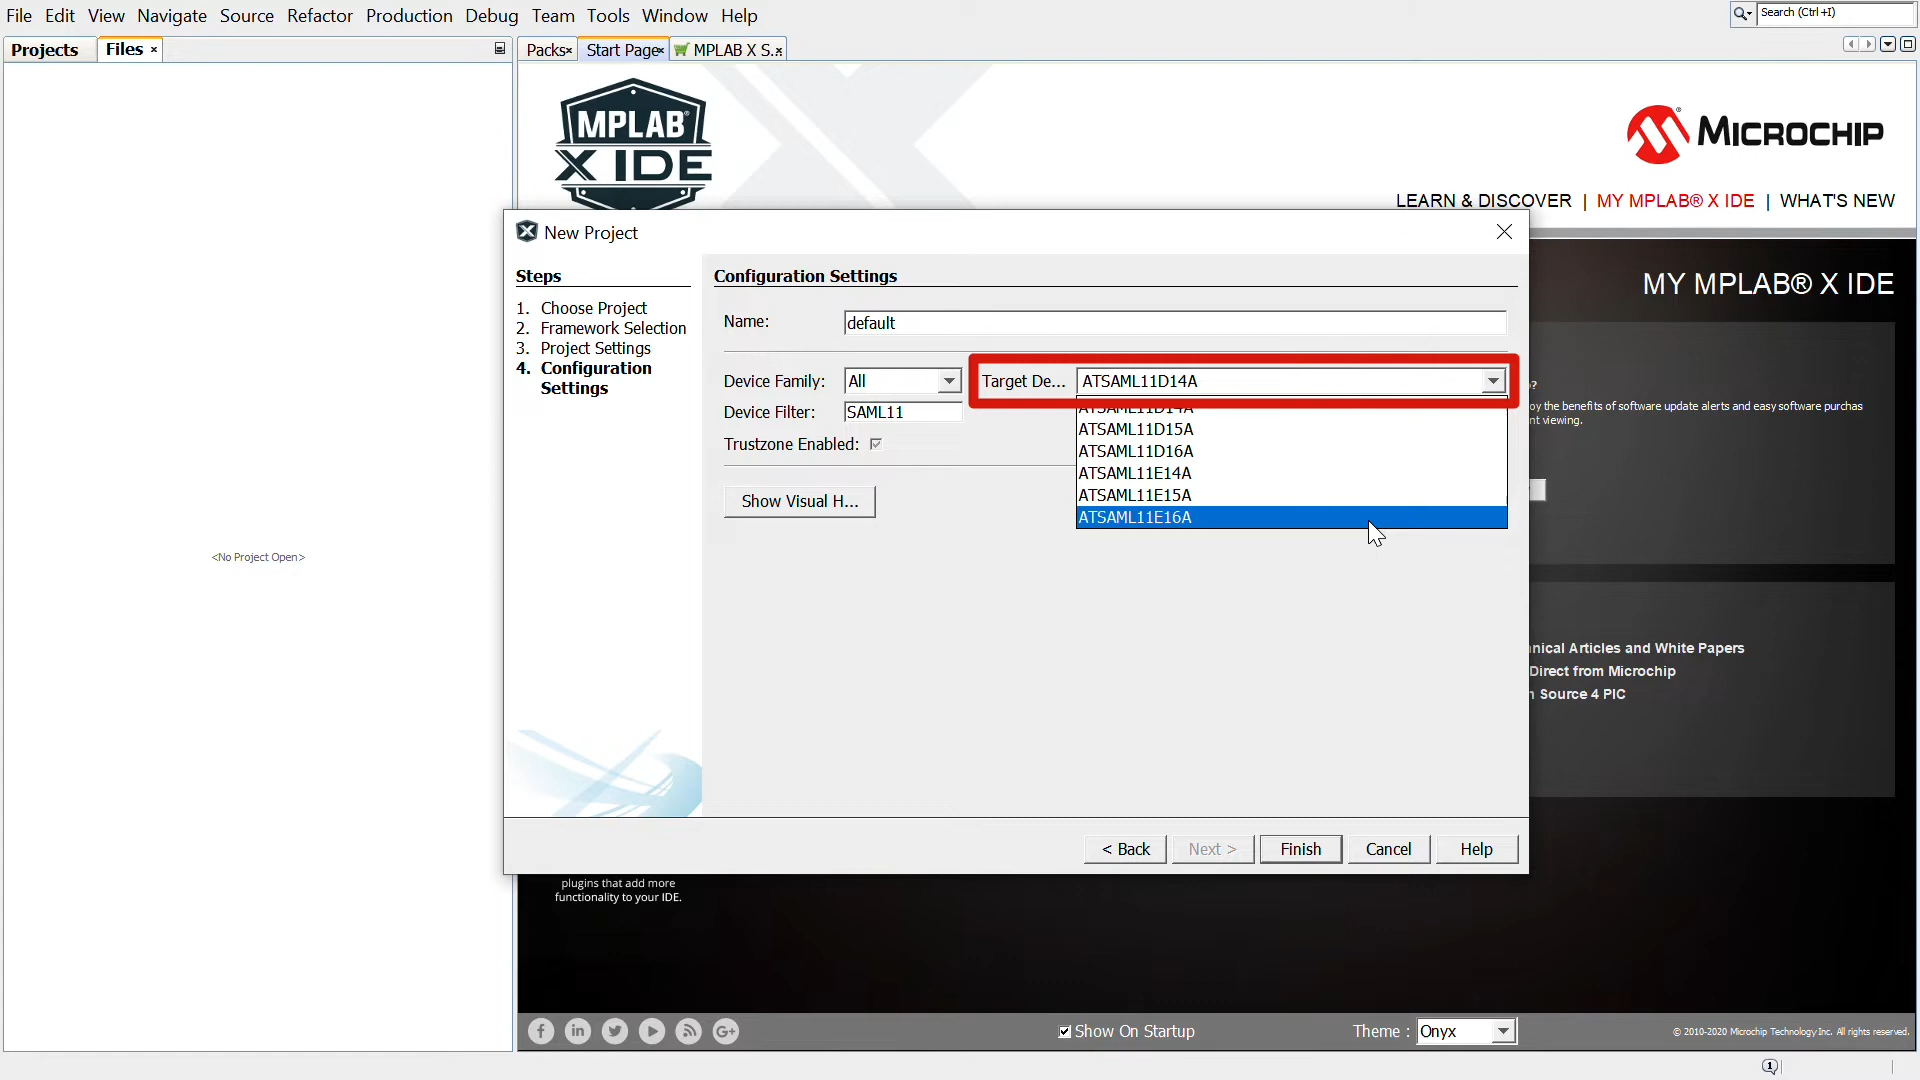 File Edit View Navigate Source Refactor Production Debug Team Tools Window Help
Search (Ctrl+I)
Projects Files
Packs Start Page MPLAB X S..
MPLAB®
X IDE
MICROCHIP
LEARN & DISCOVER | MY MPLAB® X IDE | WHAT'S NEW
New Project
MY MPLAB® X IDE
Steps
1. Choose Project
2. Framework Selection
3. Project Settings
4. Configuration
Settings
Configuration Settings
Name: default
Device Family: All
Target De... ATSAML11D14A
Device Filter: SAML11
Trustzone Enabled:
Show Visual H...
ATSAML11D14A
ATSAML11D15A
ATSAML11D16A
ATSAML11E14A
ATSAML11E15A
ATSAML11E16A
?
oy the benefits of software update alerts and easy software purchas
nt viewing.
<No Project Open>
nical Articles and White Papers
Direct from Microchip
Source 4 PIC
< Back Next > Finish Cancel Help
plugins that add more
functionality to your IDE.
Show On Startup
Theme : Onyx
© 2010-2020 Microchip Technology Inc. All rights reserved.
1